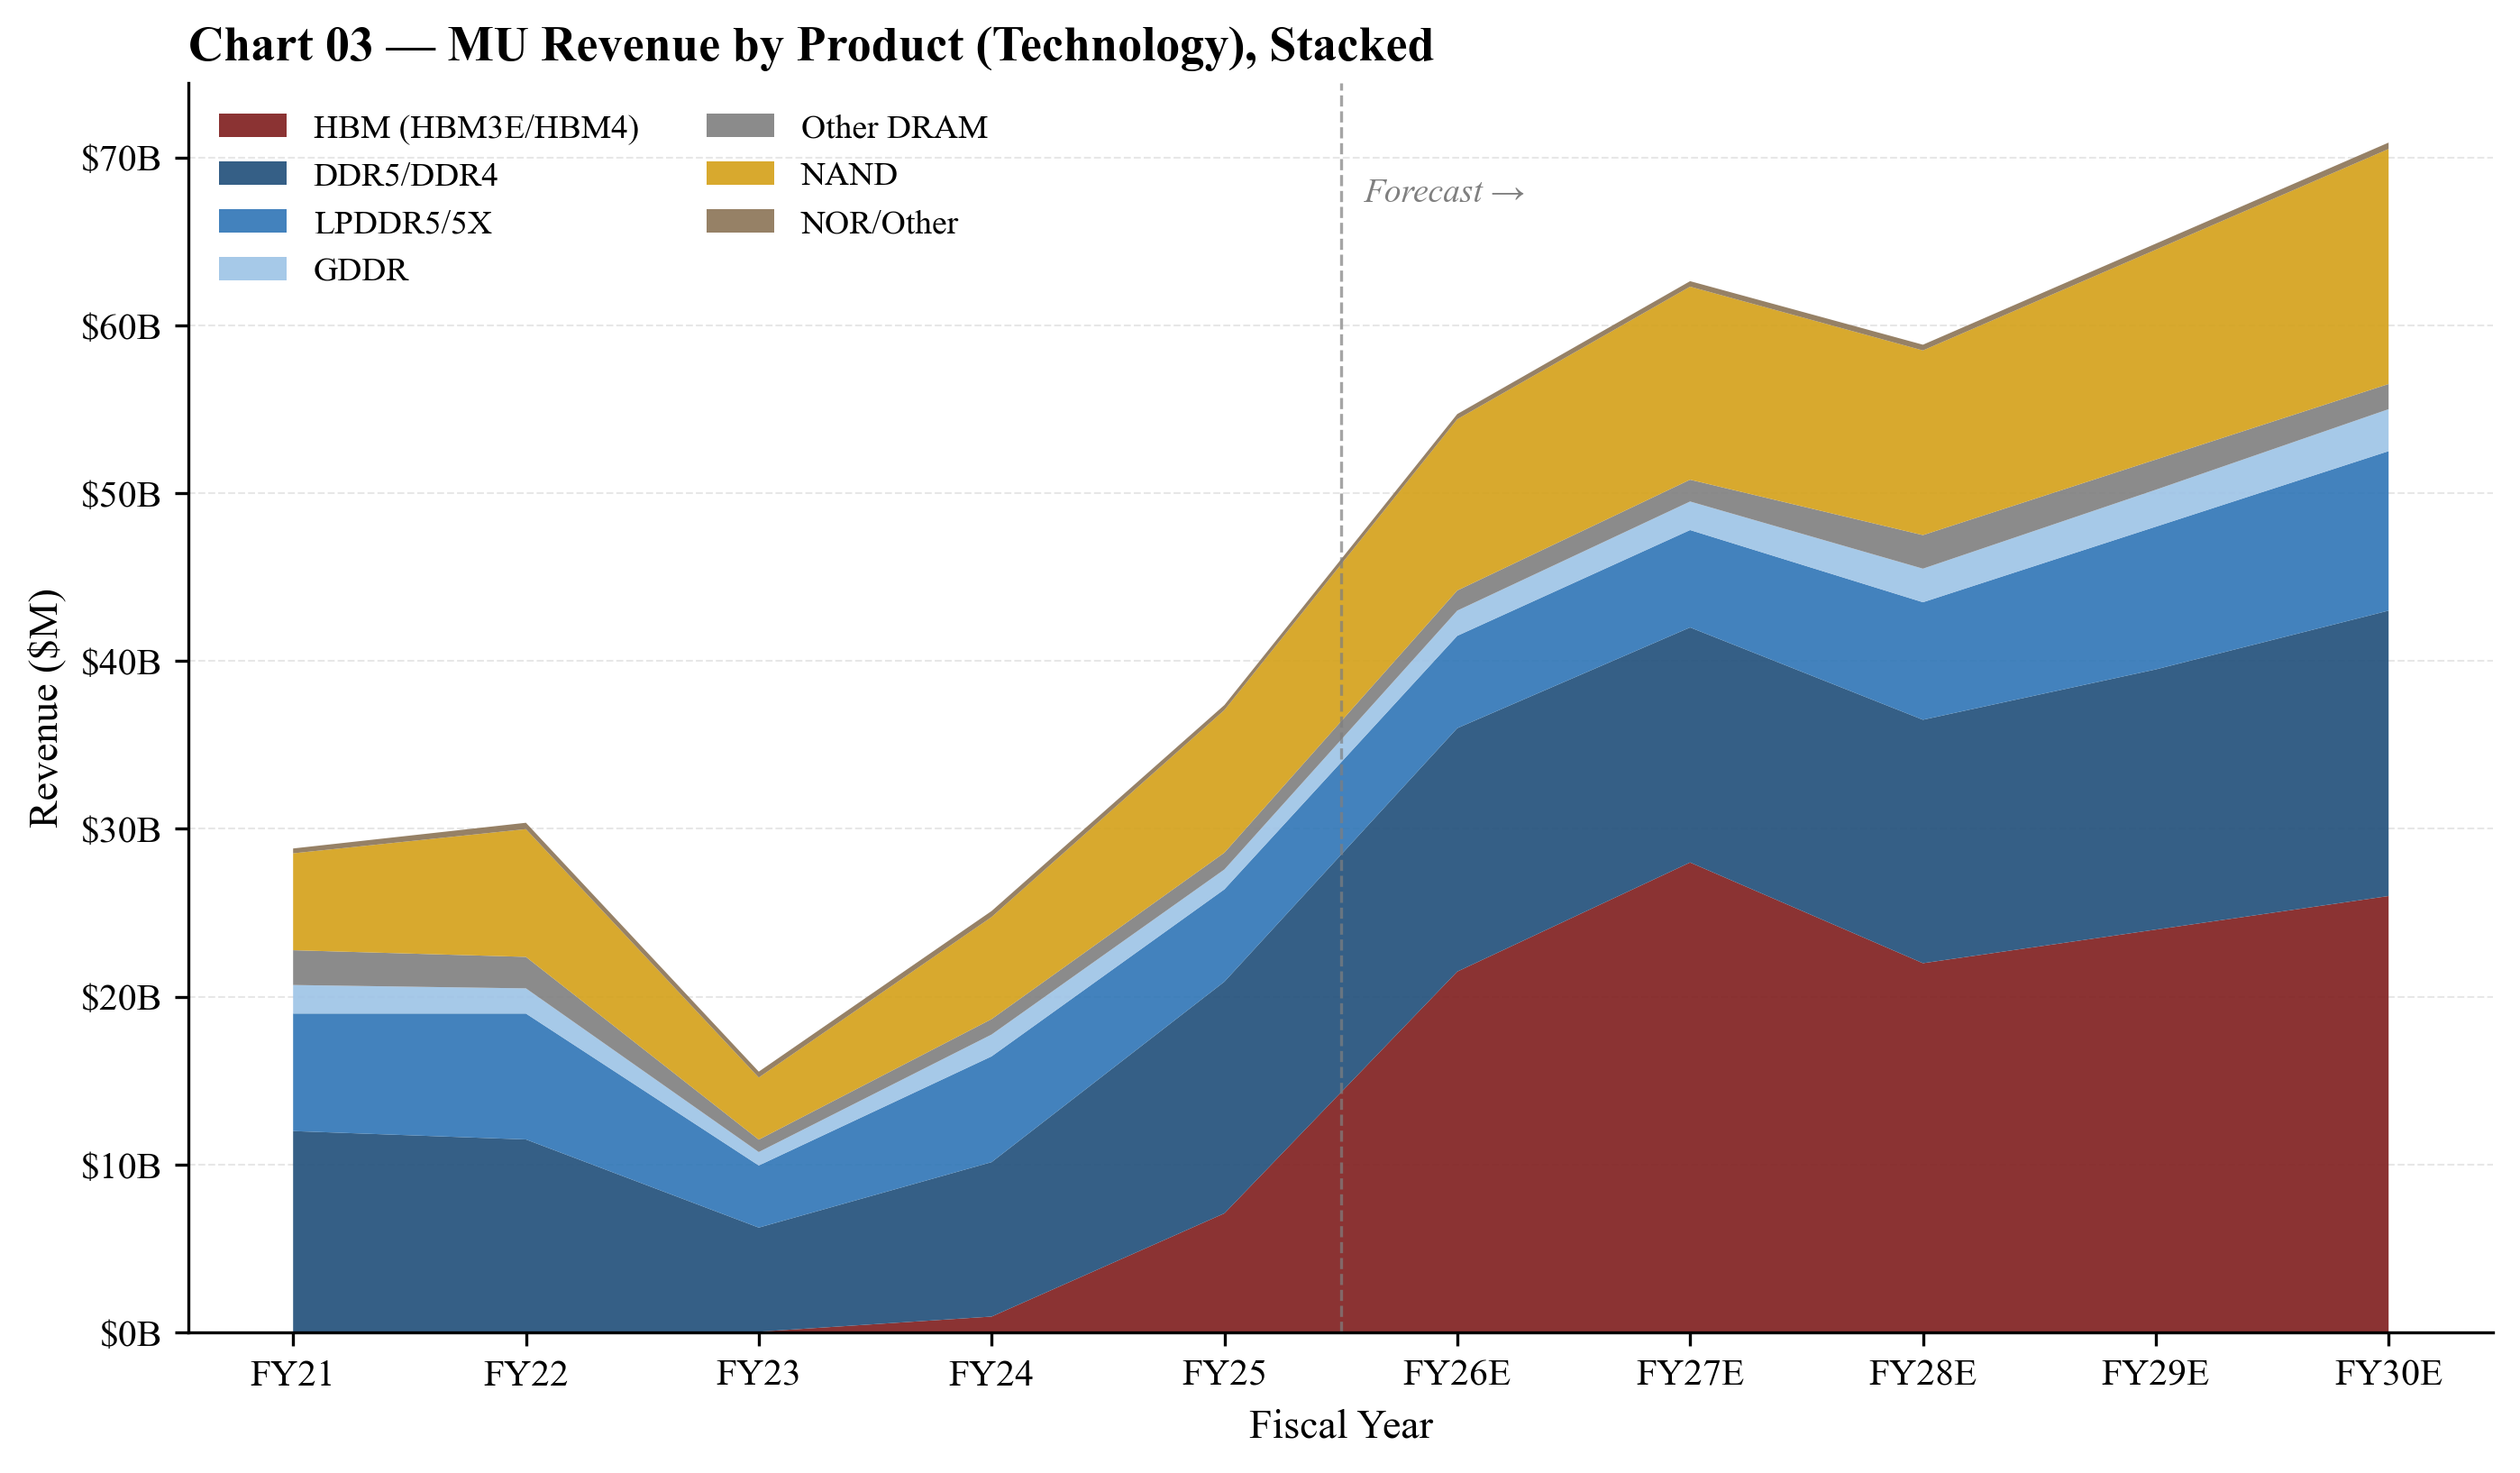 Chart 03 — MU Revenue by Product (Technology), Stacked
HBM (HBM3E/HBM4)
DDR5/DDR4
LPDDR5/5X
GDDR
Other DRAM
NAND
NOR/Other
Forecast →
Revenue ($M)
$70B
$60B
$50B
$40B
$30B
$20B
$10B
$0B
FY21 FY22 FY23 FY24 FY25 FY26E FY27E FY28E FY29E FY30E
Fiscal Year